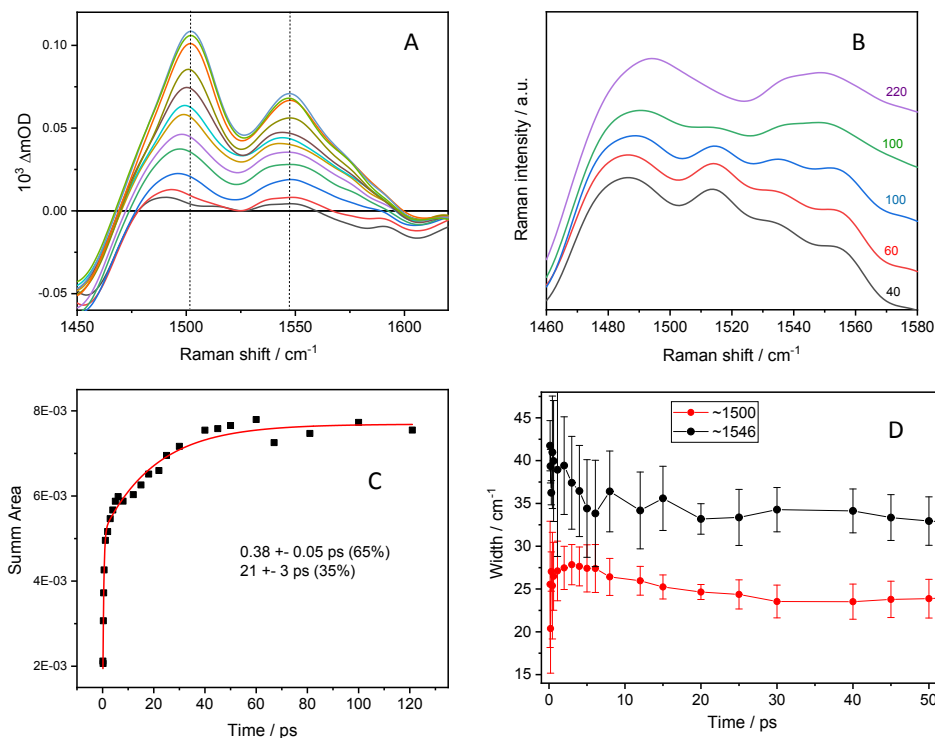 A
0.10
0.05
0.00
-0.05
10³ ΔmOD
1450
1500
1550
1600
Raman shift / cm⁻¹
B
Raman intensity / a.u.
220
100
100
60
40
1460
1480
1500
1520
1540
1560
1580
Raman shift / cm⁻¹
C
8E-03
6E-03
4E-03
2E-03
Summ Area
0.38 +- 0.05 ps (65%)
21 +- 3 ps (35%)
0
20
40
60
80
100
120
Time / ps
D
~1500
~1546
45
40
35
30
25
20
15
Width / cm⁻¹
0
10
20
30
40
50
Time / ps